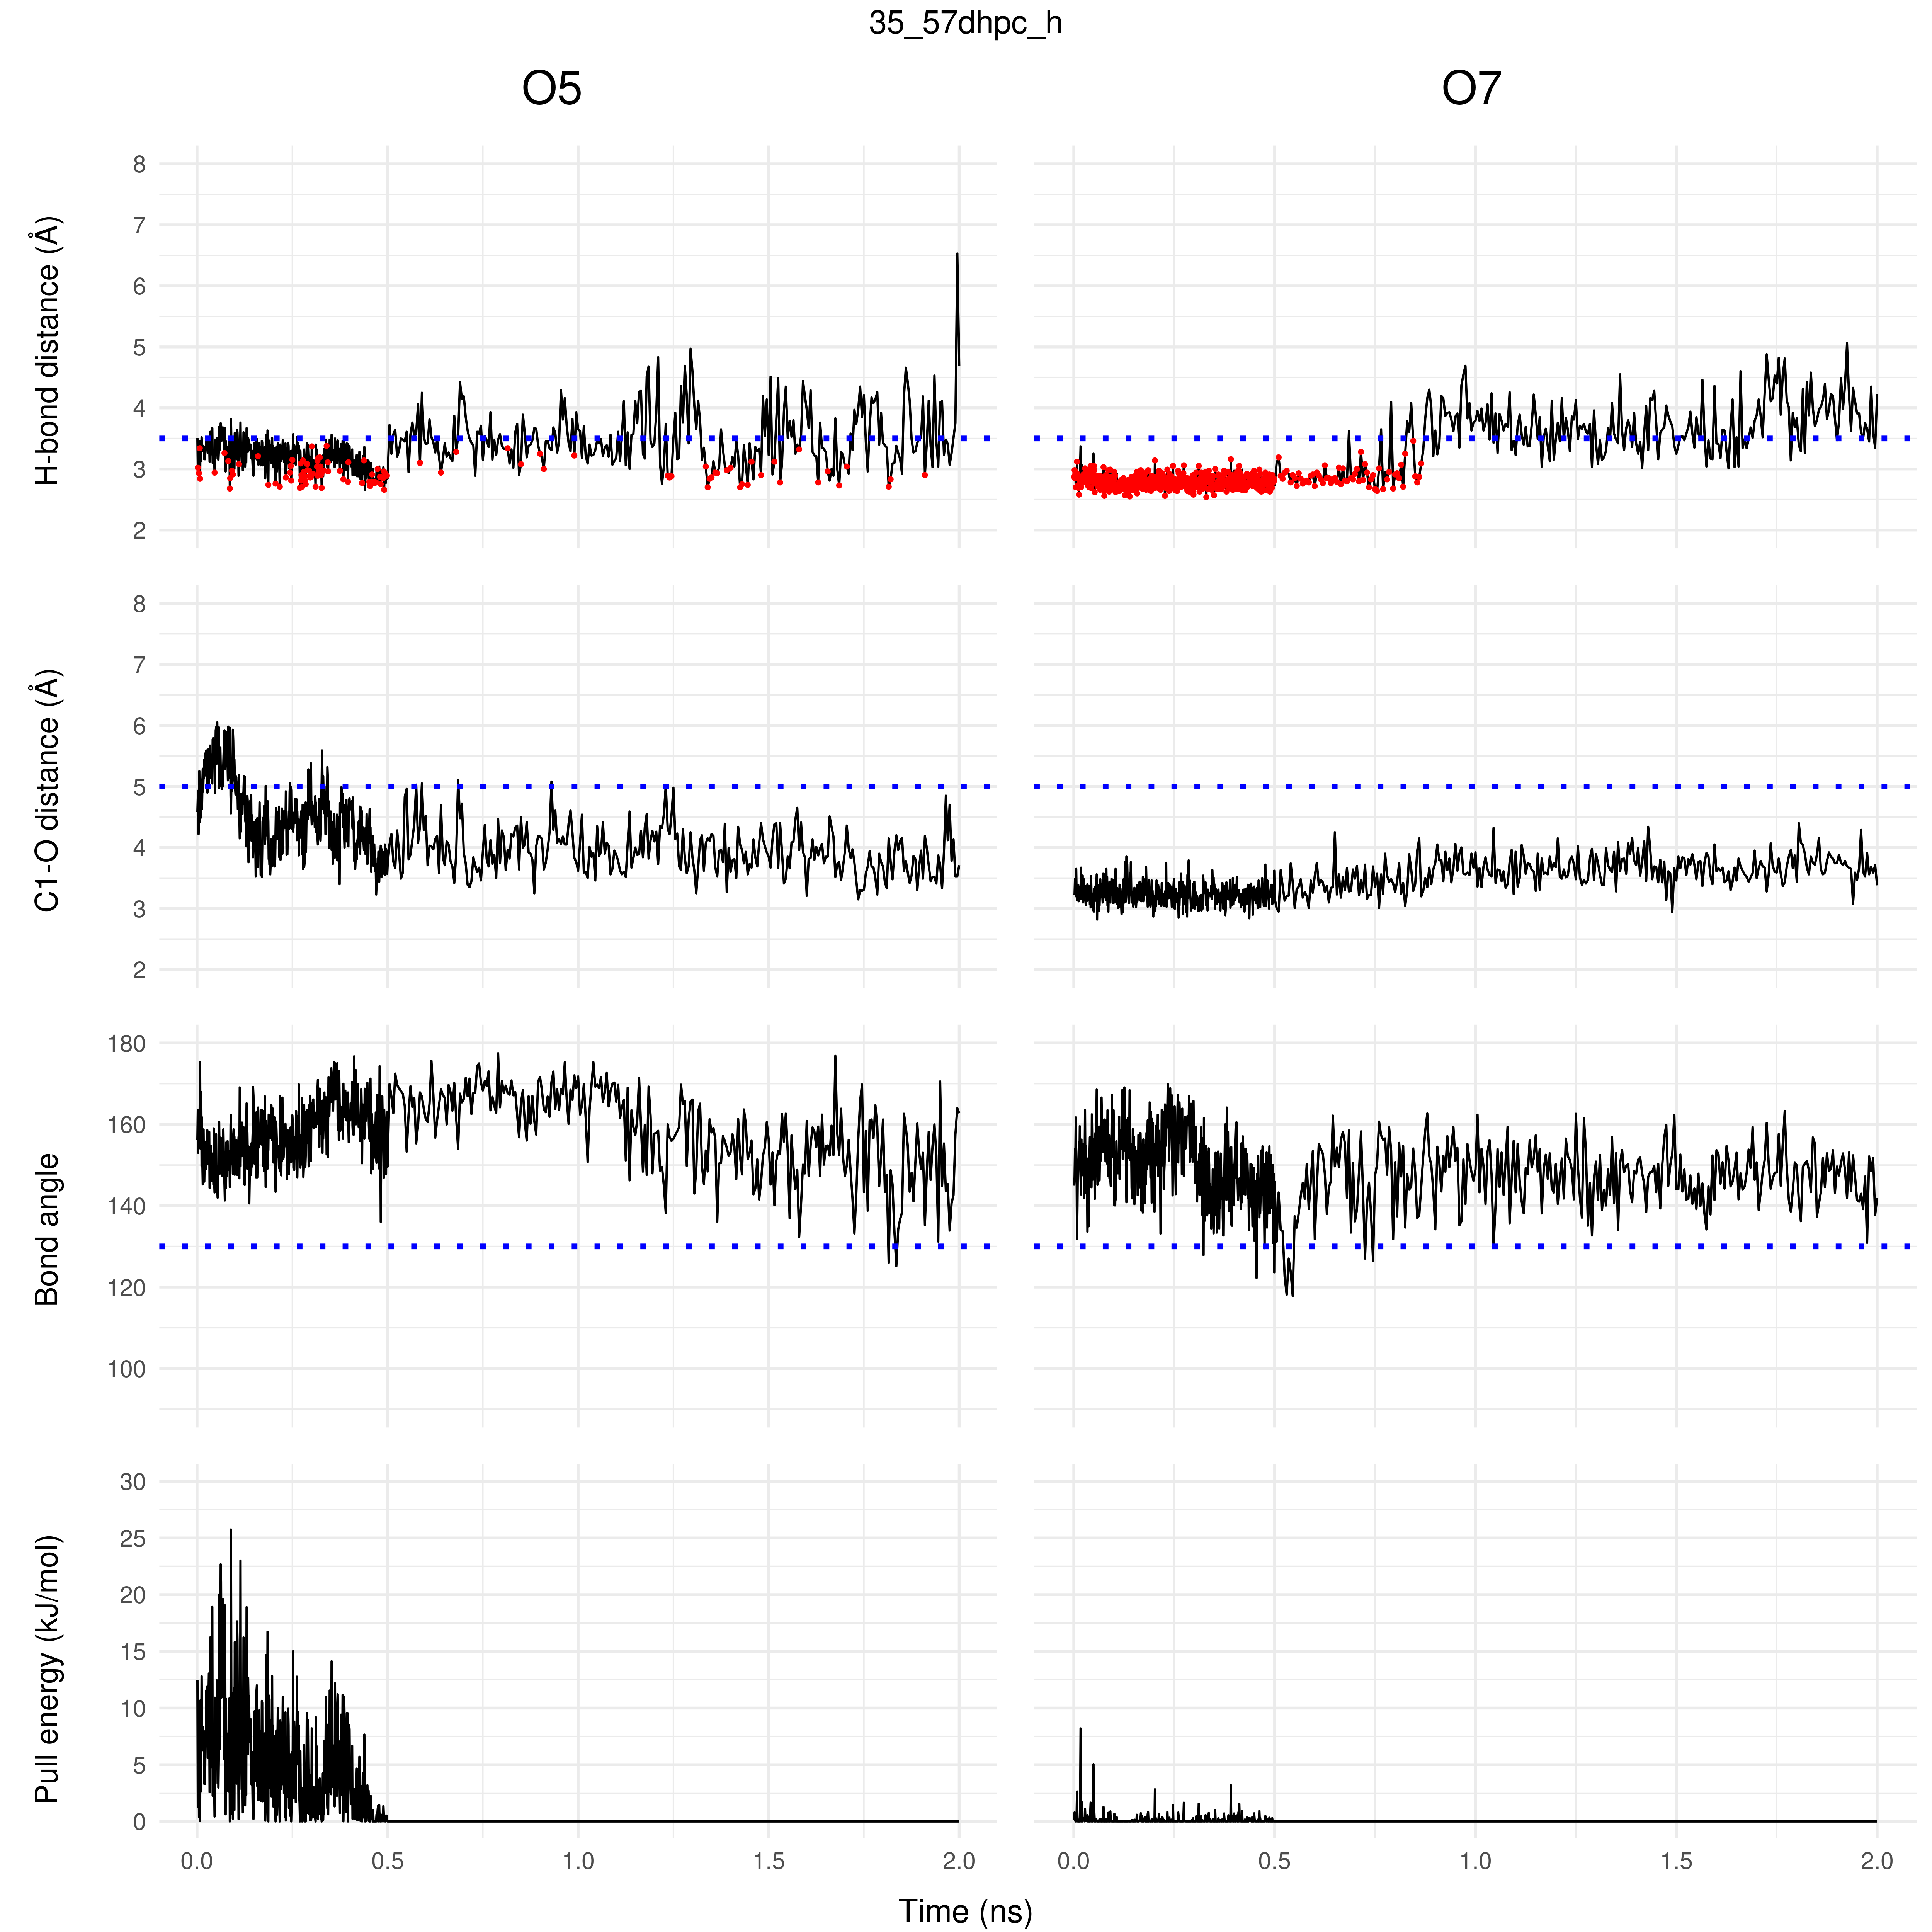 35_57dhpc_h
O5
O7
H-bond distance (Å)
8
7
6
5
4
3
2
C1-O distance (Å)
8
7
6
5
4
3
2
Bond angle
180
160
140
120
100
Pull energy (kJ/mol)
30
25
20
15
10
5
0
0.0 0.5 1.0 1.5 2.0
0.0 0.5 1.0 1.5 2.0
Time (ns)